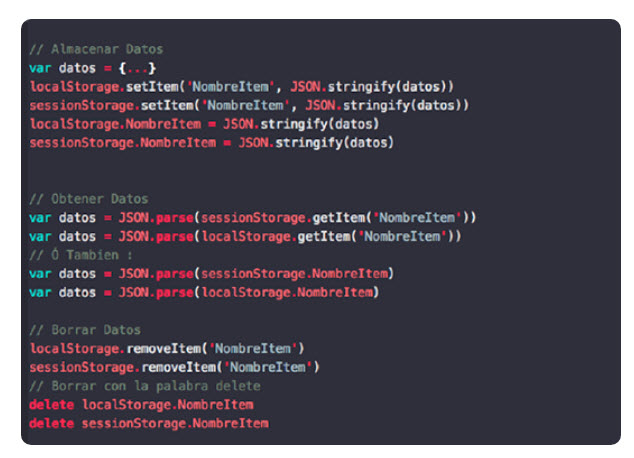 // Almacenar Datos
var datos = {...}
localStorage.setItem('NombreItem', JSON.stringify(datos))
sessionStorage.setItem('NombreItem', JSON.stringify(datos))
localStorage.NombreItem = JSON.stringify(datos)
sessionStorage.NombreItem = JSON.stringify(datos)
// Obtener Datos
var datos = JSON.parse(sessionStorage.getItem('NombreItem'))
var datos = JSON.parse(localStorage.getItem('NombreItem'))
// Ó Tambien :
var datos = JSON.parse(sessionStorage.NombreItem)
var datos = JSON.parse(localStorage.NombreItem)
// Borrar Datos
localStorage.removeItem('NombreItem')
sessionStorage.removeItem('NombreItem')
// Borrar con la palabra delete
delete localStorage.NombreItem
delete sessionStorage.NombreItem